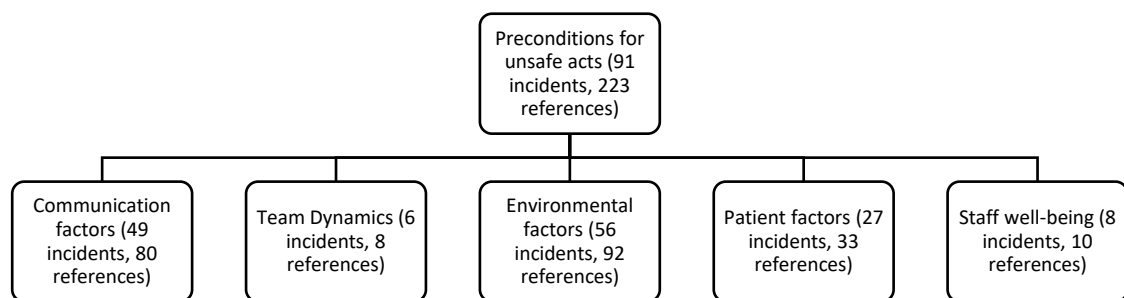 Preconditions for
unsafe acts (91
incidents, 223
references)
Communication
factors (49
incidents, 80
references)
Team Dynamics (6
incidents, 8
references)
Environmental
factors (56
incidents, 92
references)
Patient factors (27
incidents, 33
references)
Staff well-being (8
incidents, 10
references)